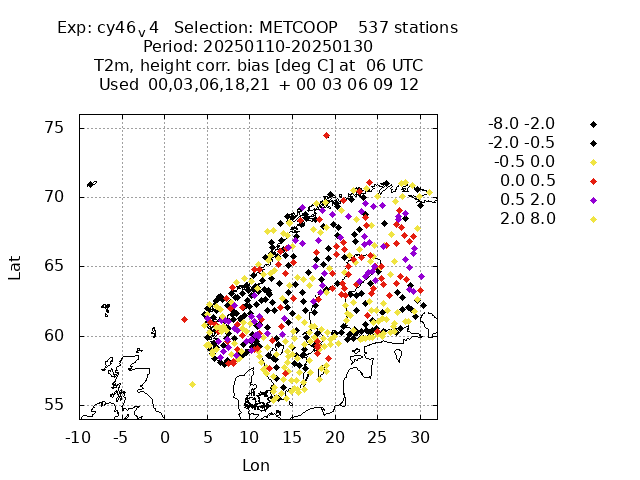 Exp: cy46v4 Selection: METCOOP 537 stations
Period: 20250110-20250130
T2m, height corr. bias [deg C] at 06 UTC
Used 00,03,06,18,21 + 00 03 06 09 12
-8.0 -2.0
-2.0 -0.5
-0.5 0.0
0.0 0.5
0.5 2.0
2.0 8.0
75
70
65
60
55
Lat
-10 -5 0 5 10 15 20 25 30
Lon